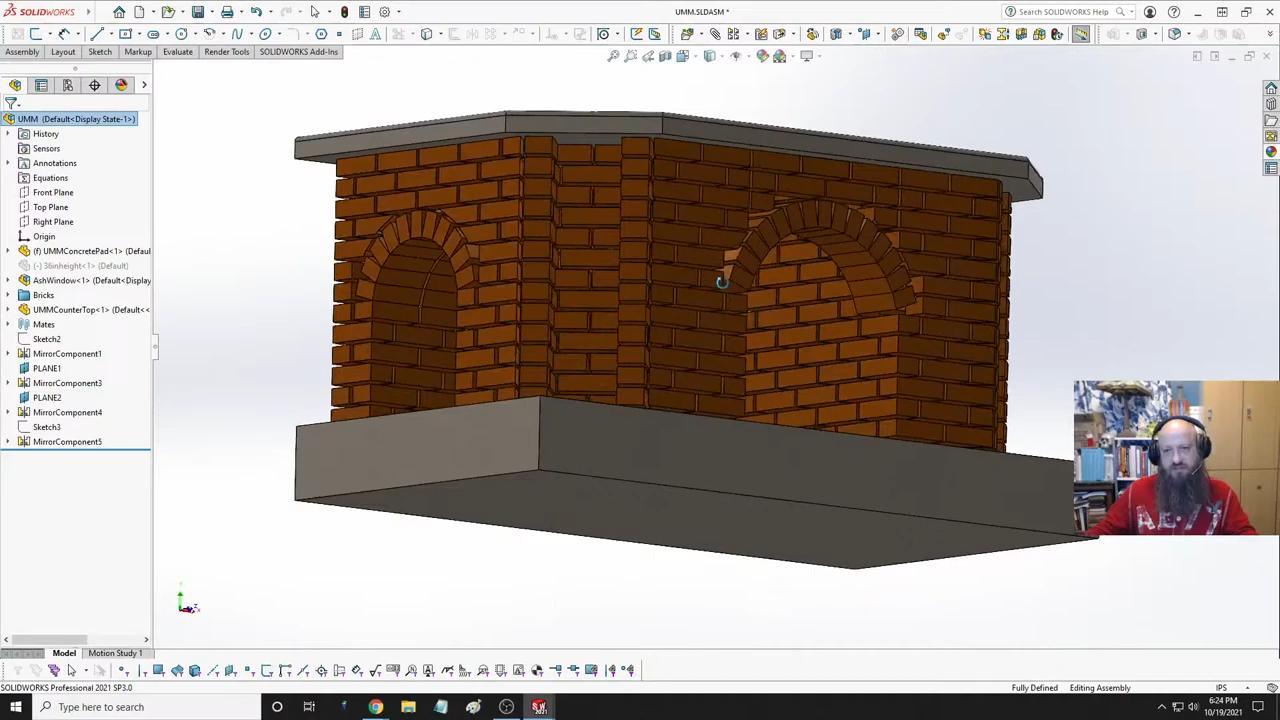 SOLIDWORKS
UMM.SLDASM *
Search SOLIDWORKS Help
Assembly
Layout
Sketch
Markup
Evaluate
Render Tools
SOLIDWORKS Add-Ins
UMM (Default<Display State-1>)
History
Sensors
Annotations
Equations
Front Plane
Top Plane
Right Plane
Origin
(f) UMMConcretePad<1> (Defau
(-) 36inheight<1> (Default)
AshWindow<1> (Default<Display
Bricks
UMMCounterTop<1> (Default<<
Mates
Sketch2
MirrorComponent1
PLANE1
MirrorComponent3
PLANE2
MirrorComponent4
Sketch3
MirrorComponent5
Model
Motion Study 1
SOLIDWORKS Professional 2021 SP3.0
Fully Defined
Editing Assembly
IPS
Type here to search
6:24 PM
10/19/2021